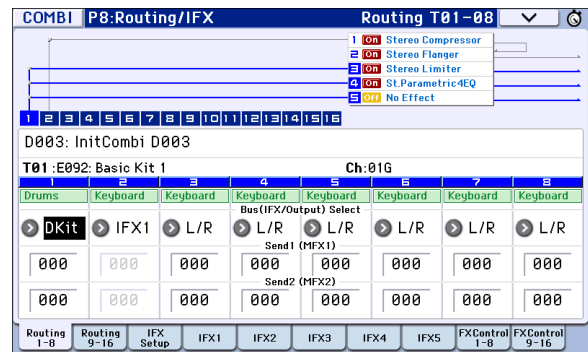 COMBI P8:Routing/IFX Routing T01-08
1 On Stereo Compressor
2 On Stereo Flanger
3 On Stereo Limiter
4 On St.Parametric4EQ
5 Off No Effect
1 2 3 4 5 6 7 8 9 10 11 12 13 14 15 16
D003: InitCombi D003
T01 :E092: Basic Kit 1 Ch:01G
1 2 3 4 5 6 7 8
Drums Keyboard Keyboard Keyboard Keyboard Keyboard Keyboard Keyboard
Bus(IFX/Output) Select
DKit IFX1 L/R L/R L/R L/R L/R L/R
Send1 (MFX1)
000 000 000 000 000 000 000 000
Send2 (MFX2)
000 000 000 000 000 000 000 000
Routing 1-8 Routing 9-16 IFX Setup IFX1 IFX2 IFX3 IFX4 IFX5 FXControl 1-8 FXControl 9-16